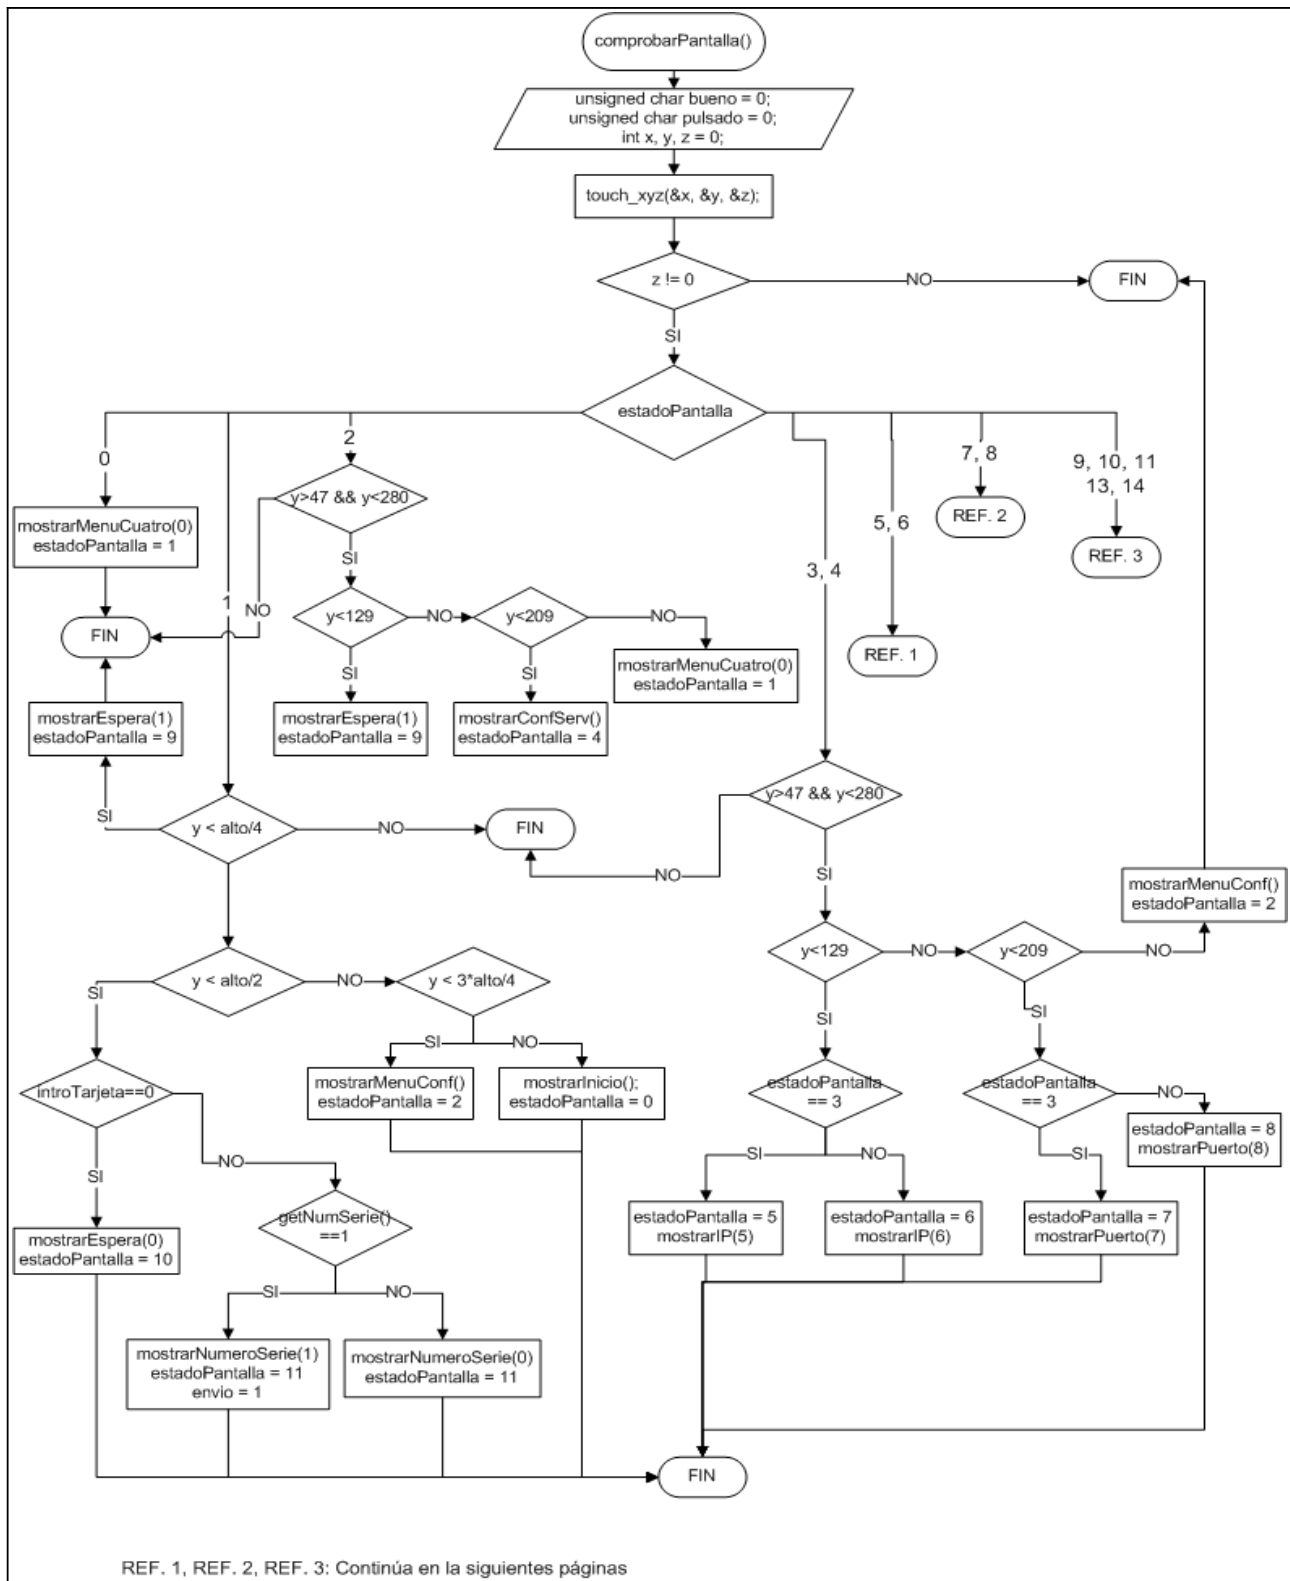 comprobarPantalla()
unsigned char bueno = 0;
unsigned char pulsado = 0;
int x, y, z = 0;
touch_xyz(&x, &y, &z);
z != 0
NO
FIN
SI
estadoPantalla
0
mostrarMenuCuatro(0)
estadoPantalla = 1
FIN
mostrarEspera(1)
estadoPantalla = 9
SI
1
2
y>47 && y<280
NO
SI
y<129
NO
y<209
NO
mostrarMenuCuatro(0)
estadoPantalla = 1
SI
mostrarEspera(1)
estadoPantalla = 9
SI
mostrarConfServ()
estadoPantalla = 4
3, 4
5, 6
REF. 1
7, 8
REF. 2
9, 10, 11
13, 14
REF. 3
y < alto/4
NO
FIN
y>47 && y<280
NO
SI
mostrarMenuConf()
estadoPantalla = 2
y<129
NO
y<209
NO
y < alto/2
NO
y < 3*alto/4
SI
SI
NO
SI
SI
introTarjeta==0
mostrarMenuConf()
estadoPantalla = 2
mostrarInicio();
estadoPantalla = 0
estadoPantalla
== 3
estadoPantalla
== 3
NO
estadoPantalla = 8
mostrarPuerto(8)
SI
NO
SI
NO
SI
getNumSerie()
==1
mostrarEspera(0)
estadoPantalla = 10
estadoPantalla = 5
mostrarIP(5)
estadoPantalla = 6
mostrarIP(6)
estadoPantalla = 7
mostrarPuerto(7)
SI
NO
mostrarNumeroSerie(1)
estadoPantalla = 11
envio = 1
mostrarNumeroSerie(0)
estadoPantalla = 11
FIN
REF. 1, REF. 2, REF. 3: Continúa en la siguientes páginas